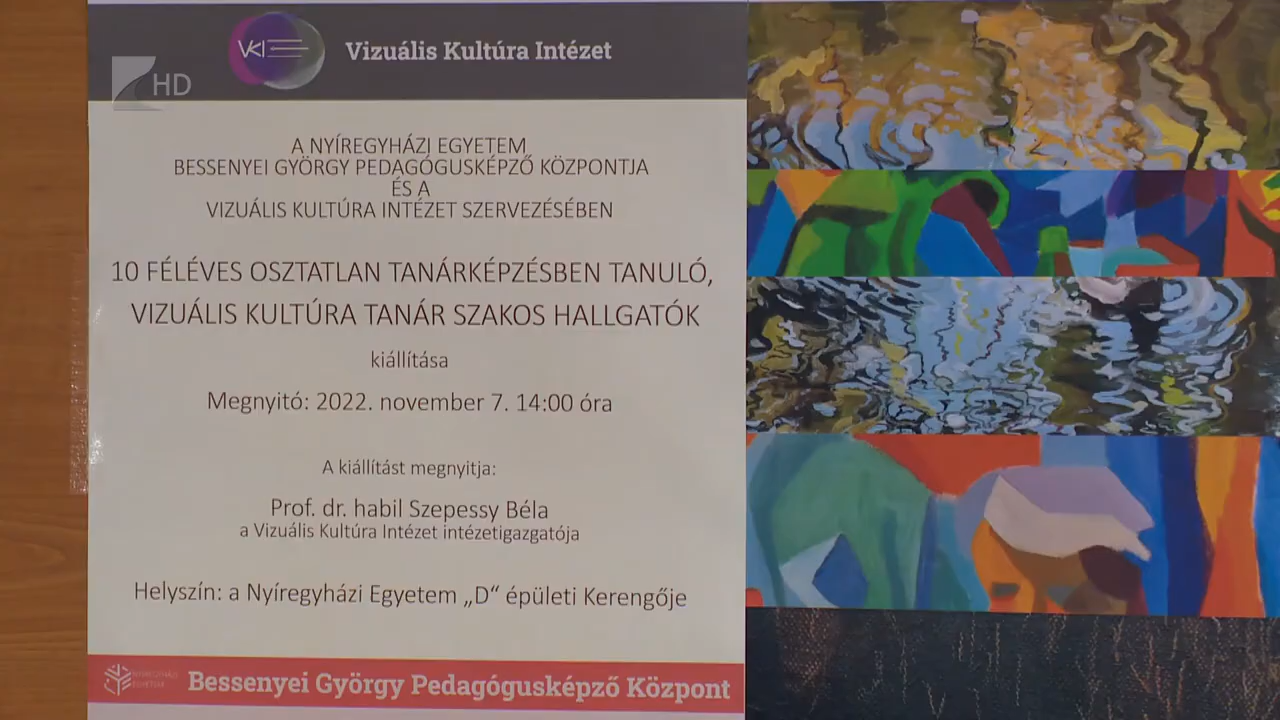 VKI
Vizuális Kultúra Intézet
HD
A NYÍREGYHÁZI EGYETEM
BESSENYEI GYÖRGY PEDAGÓGUSKÉPZŐ KÖZPONTJA
ÉS A
VIZUÁLIS KULTÚRA INTÉZET SZERVEZÉSÉBEN
10 FÉLÉVES OSZTATLAN TANÁRKÉPZÉSBEN TANULÓ,
VIZUÁLIS KULTÚRA TANÁR SZAKOS HALLGATÓK
kiállítása
Megnyitó: 2022. november 7. 14:00 óra
A kiállítást megnyitja:
Prof. dr. habil Szepessy Béla
a Vizuális Kultúra Intézet intézetigazgatója
Helyszín: a Nyíregyházi Egyetem „D“ épületi Kerengője
NYÍREGYHÁZI
EGYETEM
Bessenyei György Pedagógusképző Központ